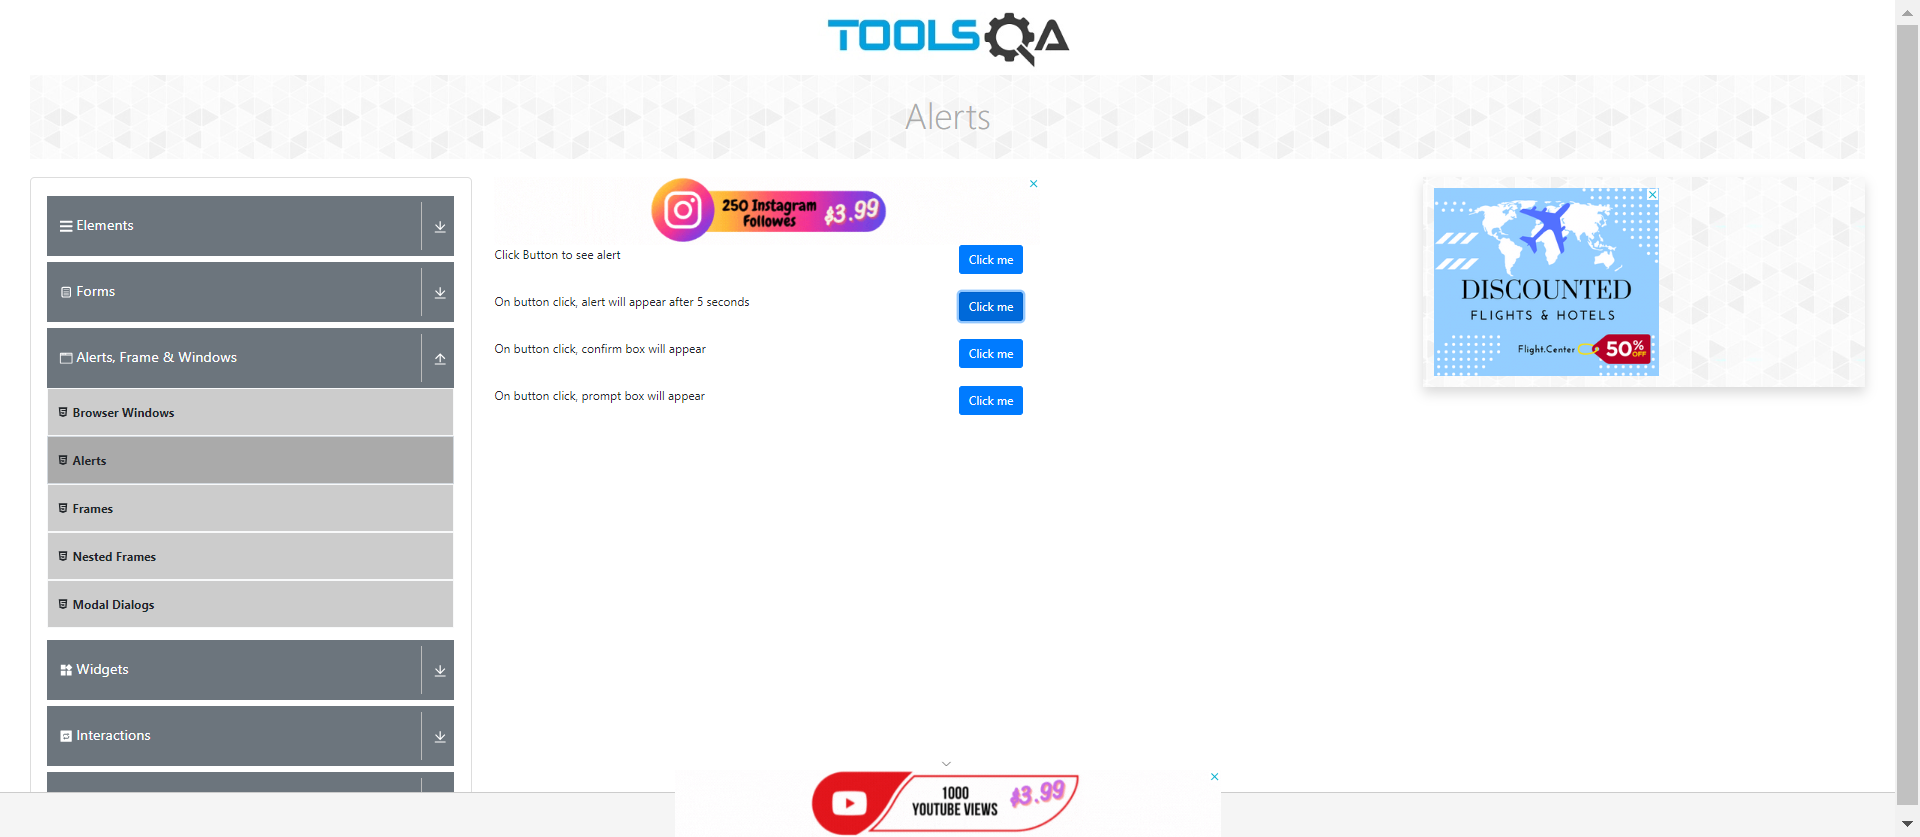 TOOLSQA
Alerts
Elements
Forms
Alerts, Frame & Windows
Browser Windows
Alerts
Frames
Nested Frames
Modal Dialogs
Widgets
Interactions
250 Instagram
Followes
$3.99
Click Button to see alert
Click me
On button click, alert will appear after 5 seconds
Click me
On button click, confirm box will appear
Click me
On button click, prompt box will appear
Click me
DISCOUNTED
FLIGHTS & HOTELS
Flight.Center
50%
OFF
1000
YOUTUBE VIEWS
$3.99